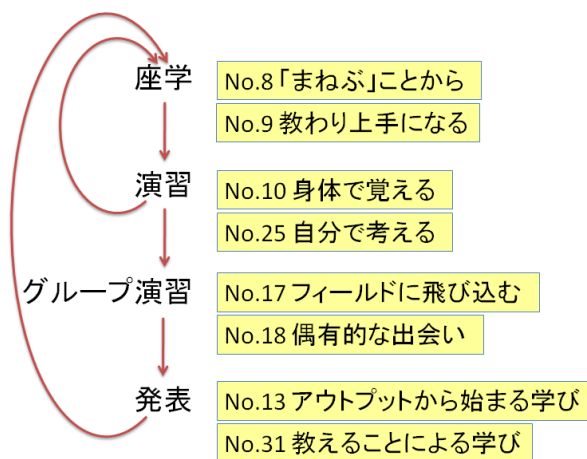 座学
No.8「まねぶ」ことから
No.9 教わり上手になる
演習
No.10 身体で覚える
No.25 自分で考える
グループ演習
No.17 フィールドに飛び込む
No.18 偶有的な出会い
発表
No.13 アウトプットから始まる学び
No.31 教えることによる学び